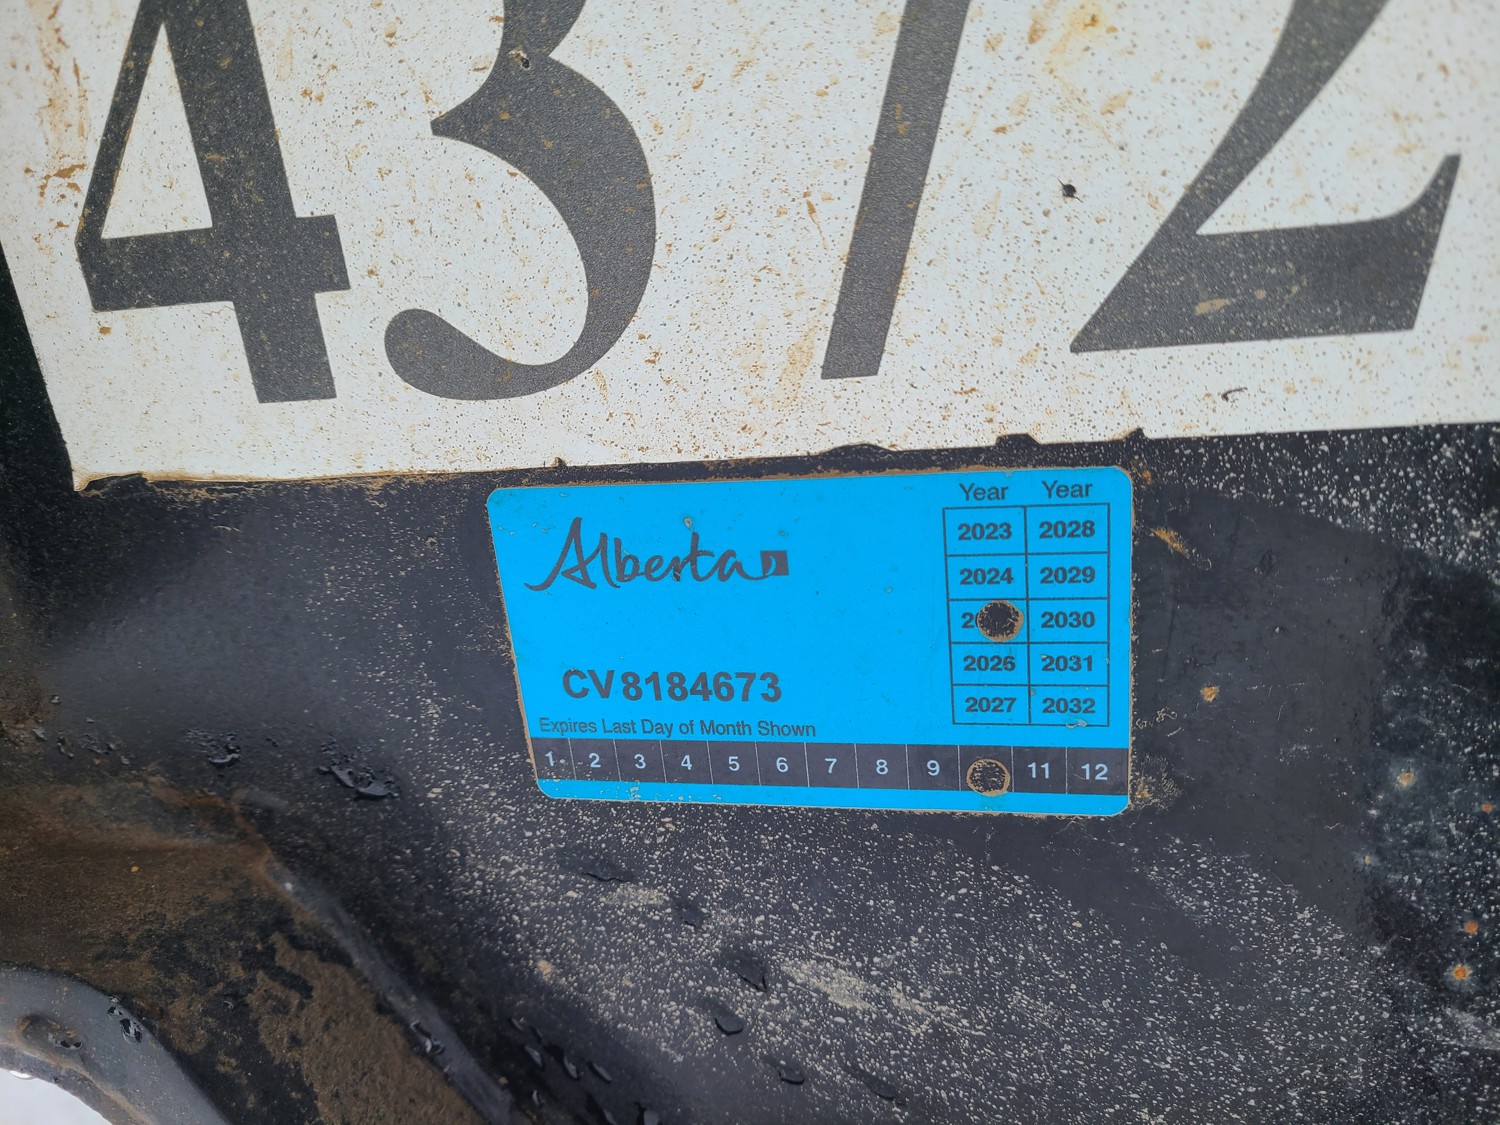 4372
Alberta
CV8184673
Expires Last Day of Month Shown
1 2 3 4 5 6 7 8 9 11 12
Year Year
2023 2028
2024 2029
2 2030
2026 2031
2027 2032